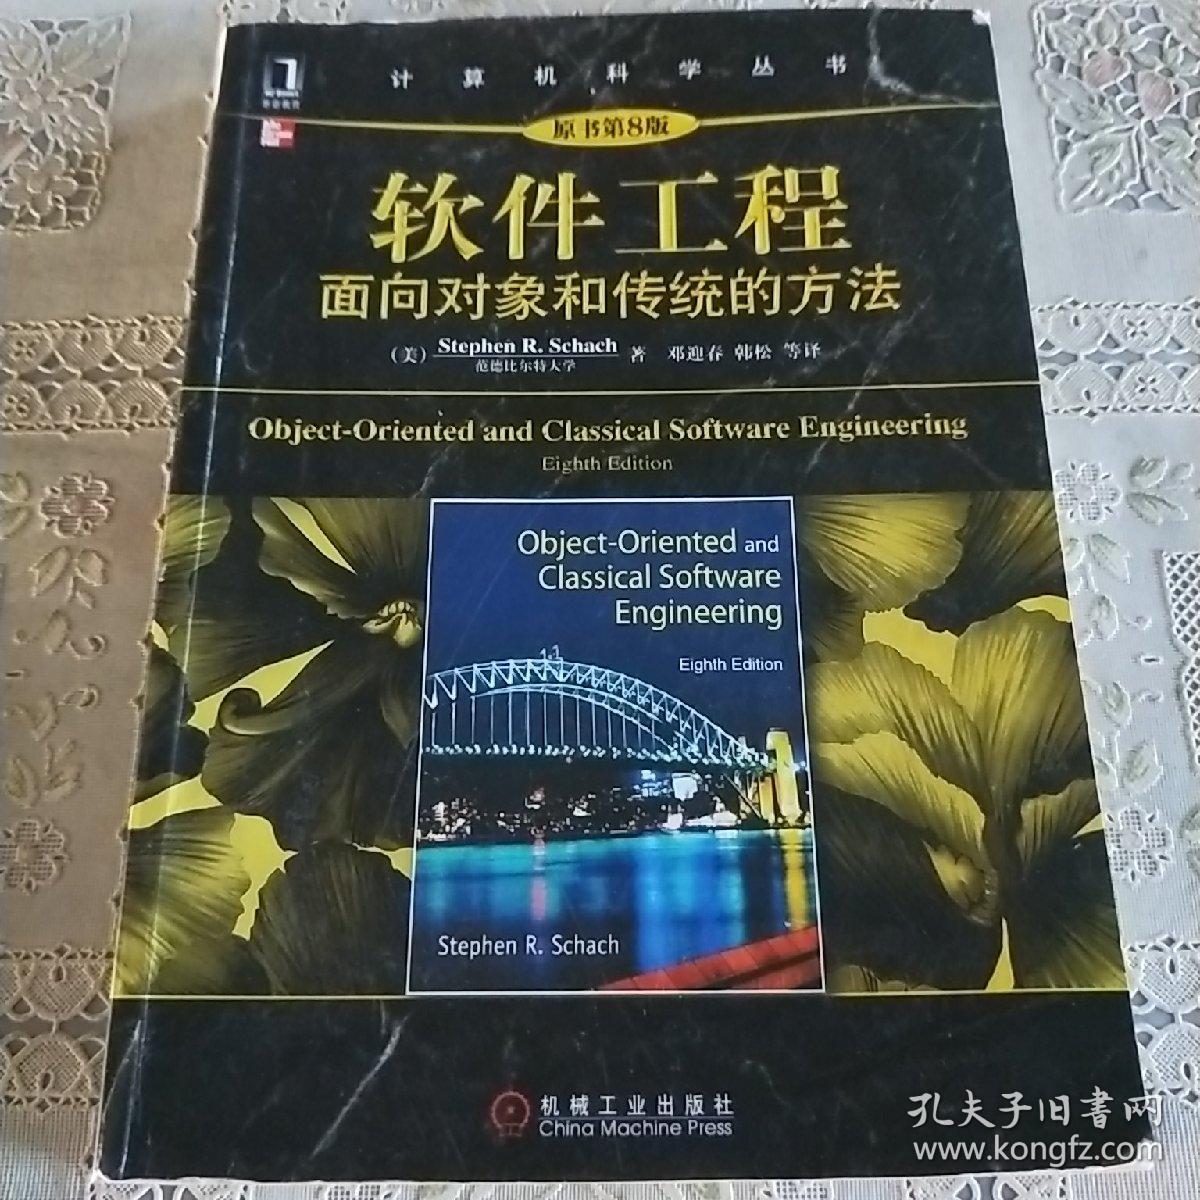 计算机科学丛书
原书第8版
软件工程
面向对象和传统的方法
(美) Stephen R. Schach 著 邓迎春 韩松 等译
范德比尔特大学
Object-Oriented and Classical Software Engineering
Eighth Edition
Object-Oriented and
Classical Software
Engineering
Eighth Edition
Stephen R. Schach
机械工业出版社
China Machine Press
孔夫子旧書网
www.kongfz.com